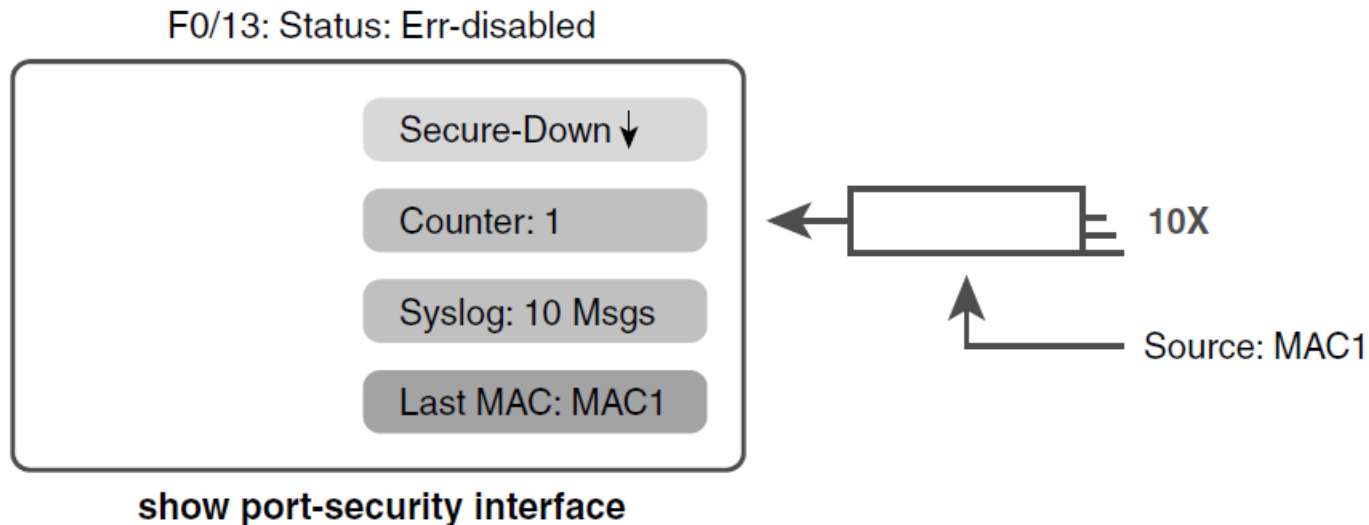 F0/13: Status: Err-disabled
Secure-Down
Counter: 1
10X
Syslog: 10 Msgs
Source: MAC1
Last MAC: MAC1
show port-security interface